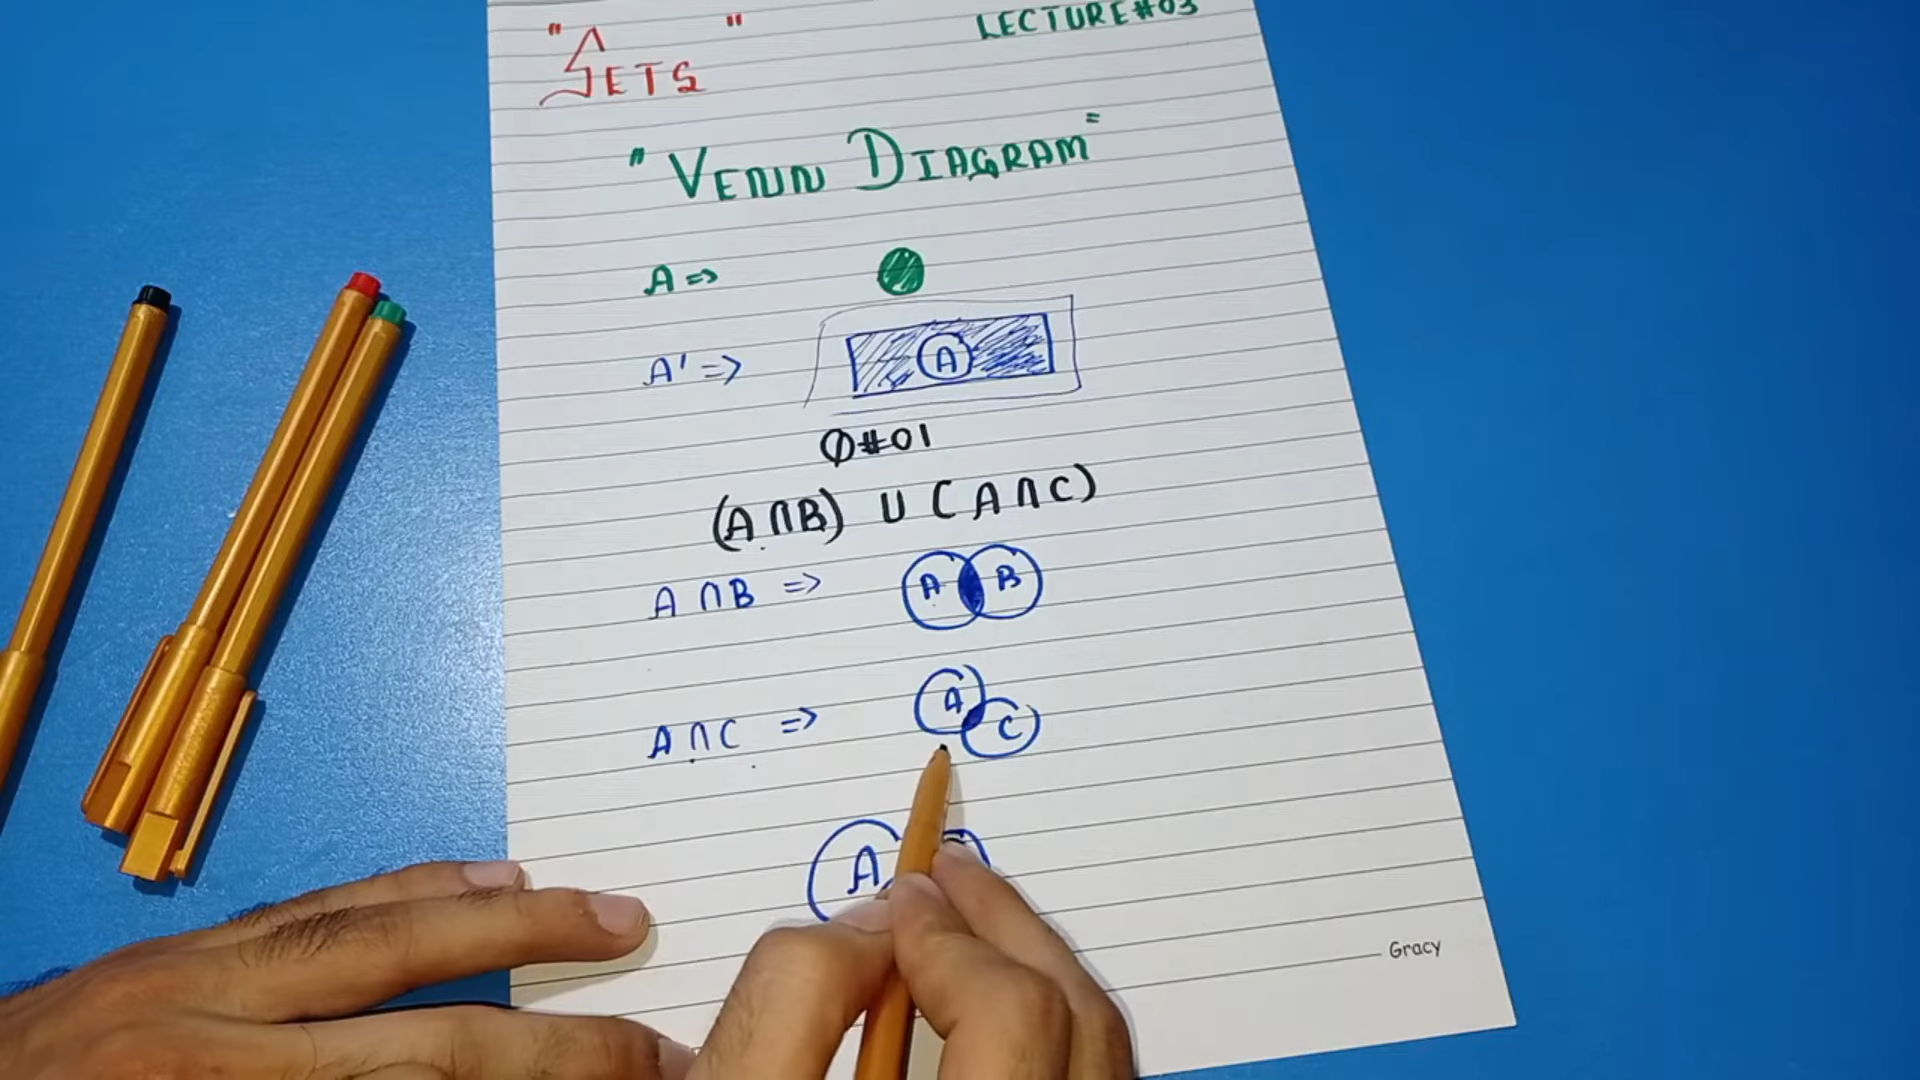 "SETS"
LECTURE#03
"VENN DIAGRAM"
A =>
A' => A
Q#01
(A∩B) ∪ (A∩C)
A∩B => A B
A∩C => A C
A
Gracy